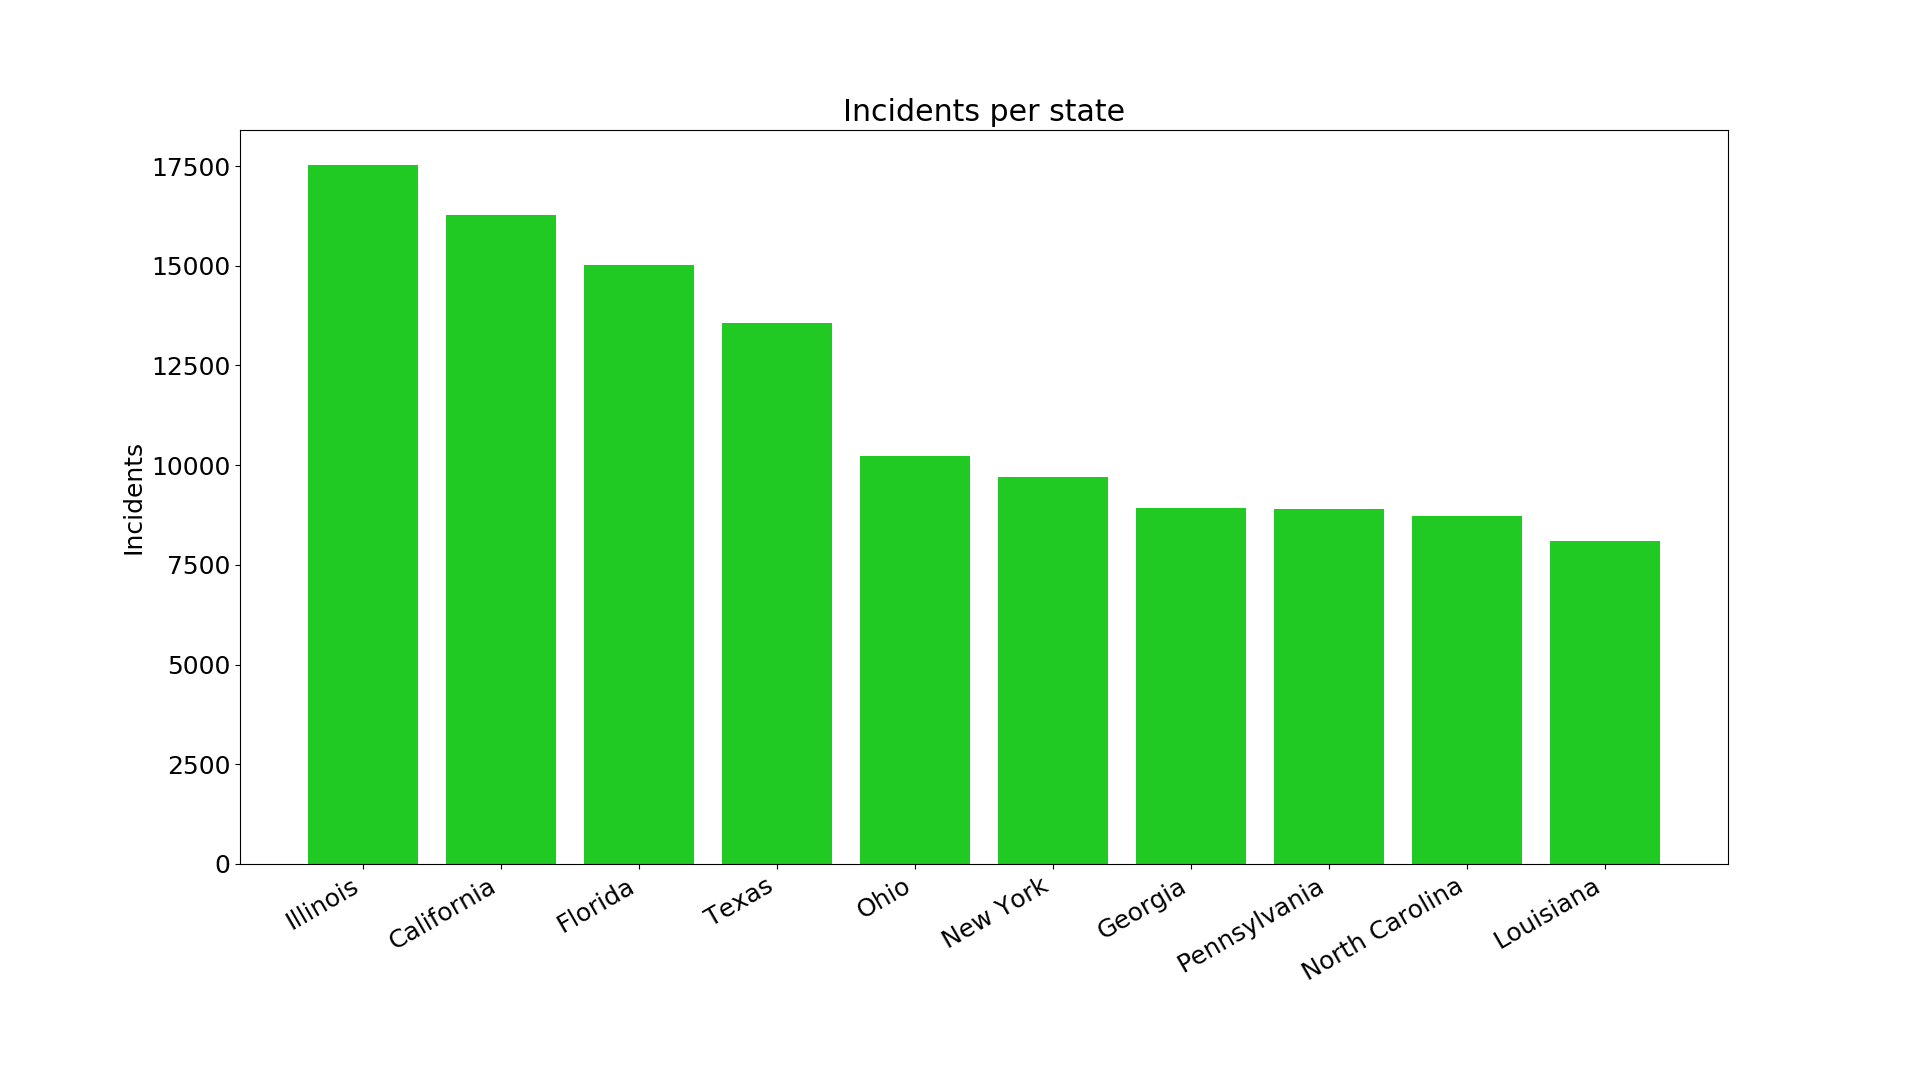 Incidents per state
Incidents
17500
15000
12500
10000
7500
5000
2500
0
Illinois
California
Florida
Texas
Ohio
New York
Georgia
Pennsylvania
North Carolina
Louisiana